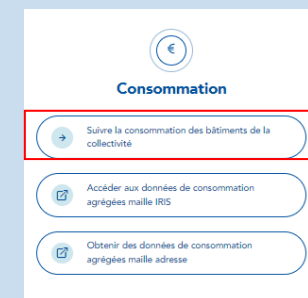 €
Consommation
Suivre la consommation des bâtiments de la
collectivité
Accéder aux données de consommation
agrégées maille IRIS
Obtenir des données de consommation
agrégées maille adresse